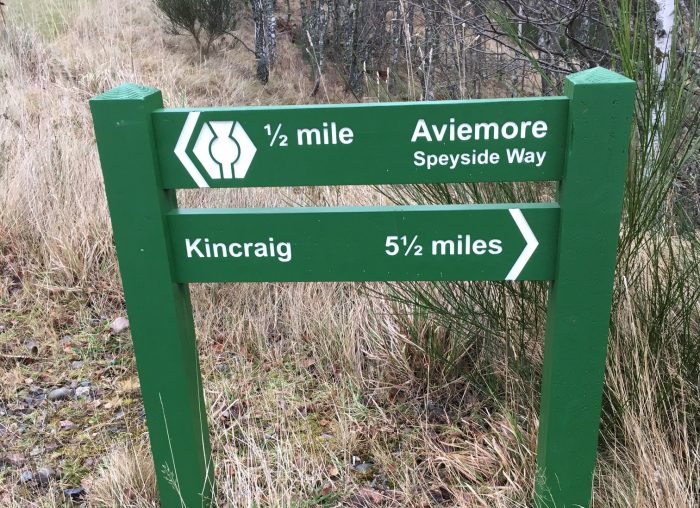 ½ mile Aviemore
Speyside Way
Kincraig 5½ miles